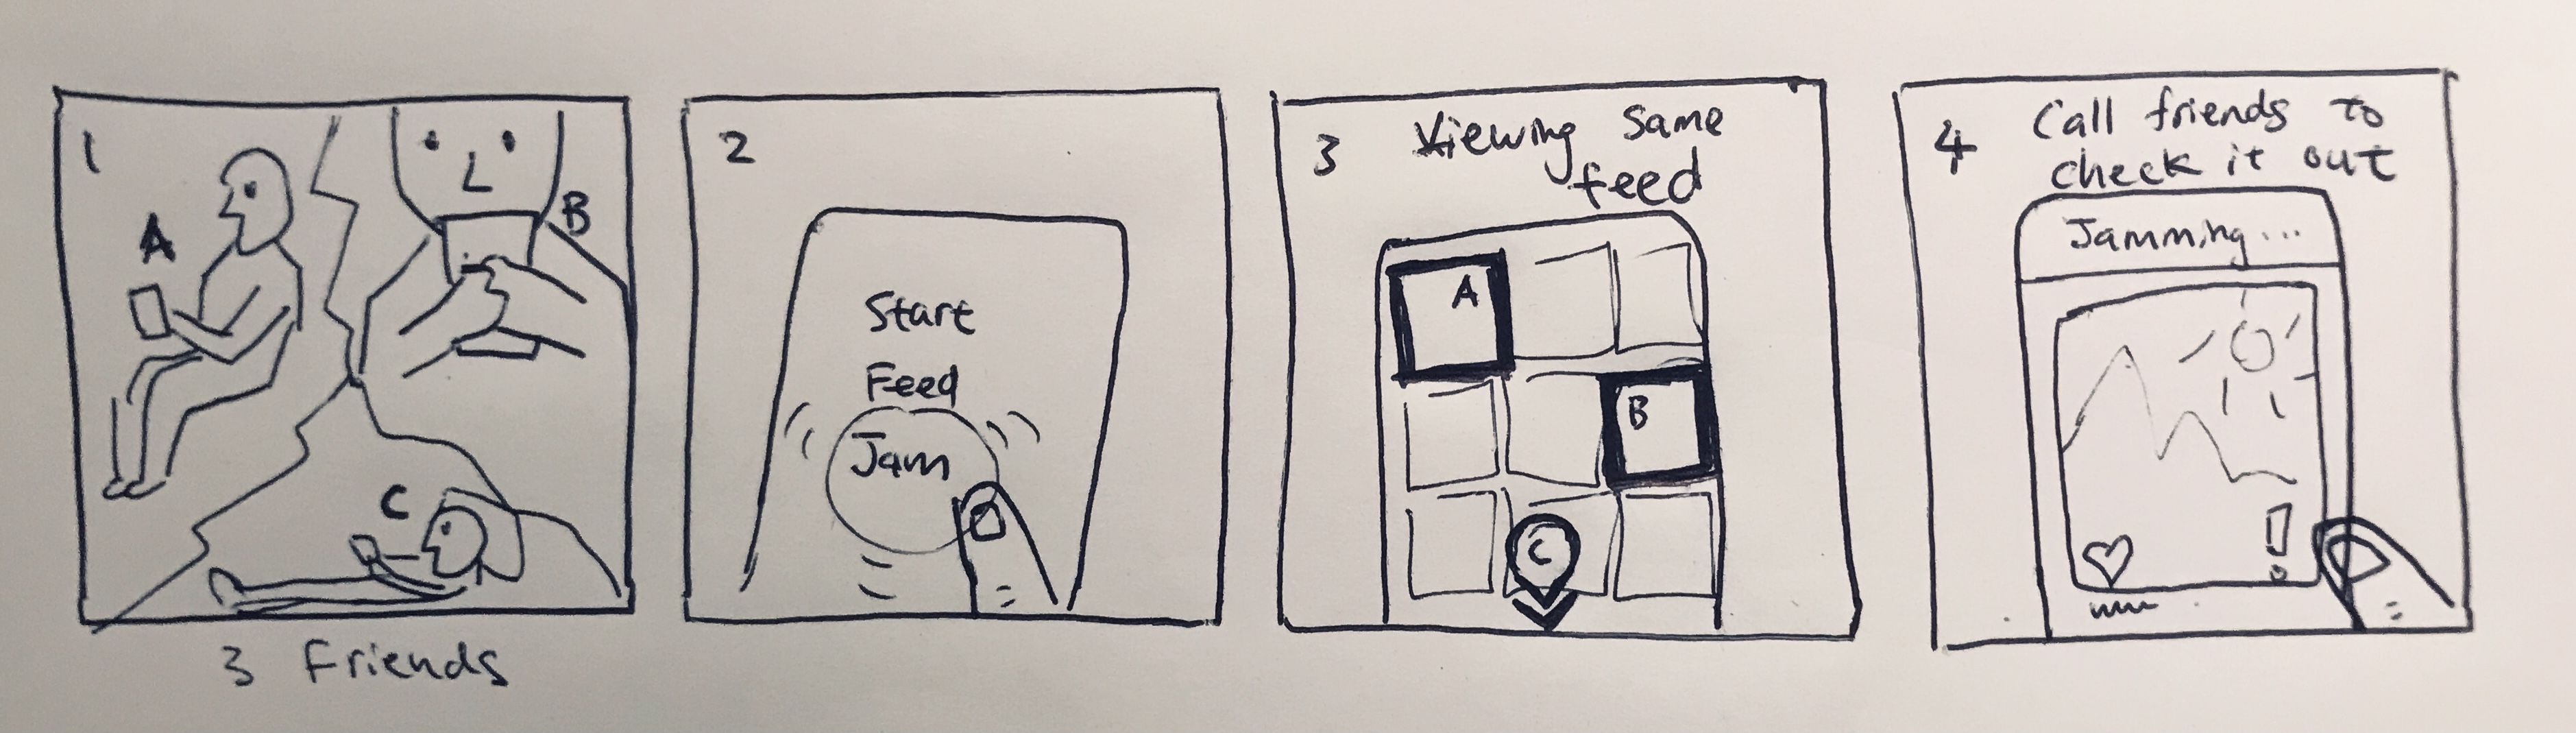 1
A
B
C
3 Friends
2
Start
Feed
Jam
3
Viewing same
feed
A
B
C
4
Call friends to
check it out
Jamming...
!